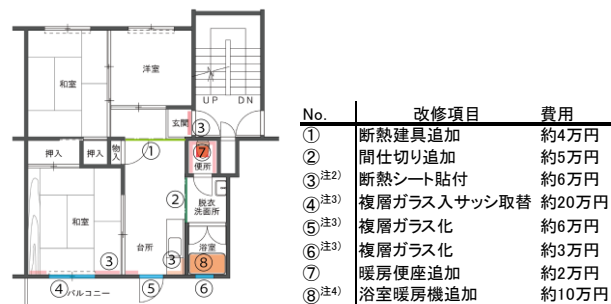 和室
洋室
UP DN
玄関
③
押入 押入 物入
①
⑦
便所
②
脱衣
洗面所
和室
台所
浴室
③
③
⑧
④
バルコニー
⑤
⑥
No. 改修項目 費用
① 断熱建具追加 約4万円
② 間仕切り追加 約5万円
③注2) 断熱シート貼付 約6万円
④注3) 複層ガラス入サッシ取替 約20万円
⑤注3) 複層ガラス化 約6万円
⑥注3) 複層ガラス化 約3万円
⑦ 暖房便座追加 約2万円
⑧注4) 浴室暖房機追加 約10万円